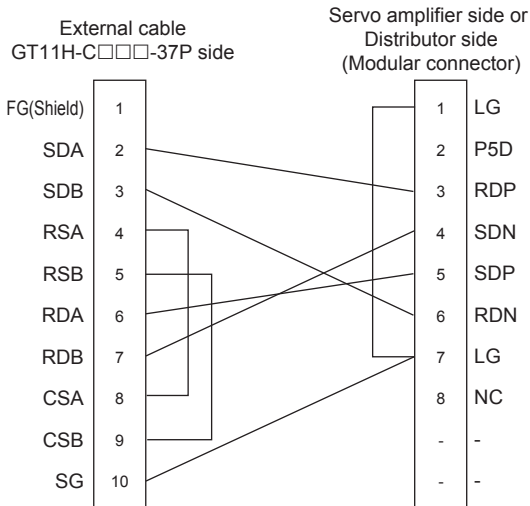 External cable
GT11H-C□□□-37P side
Servo amplifier side or
Distributor side
(Modular connector)
FG(Shield) 1
SDA 2
SDB 3
RSA 4
RSB 5
RDA 6
RDB 7
CSA 8
CSB 9
SG 10
1 LG
2 P5D
3 RDP
4 SDN
5 SDP
6 RDN
7 LG
8 NC
- -
- -